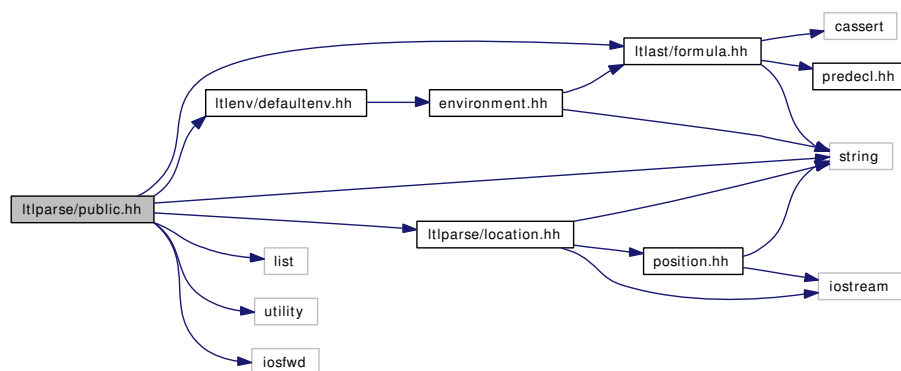 cassert
ltlast/formula.hh
predecl.hh
ltlenv/defaultenv.hh
environment.hh
string
ltlparse/public.hh
ltlparse/location.hh
list
position.hh
iostream
utility
iosfwd